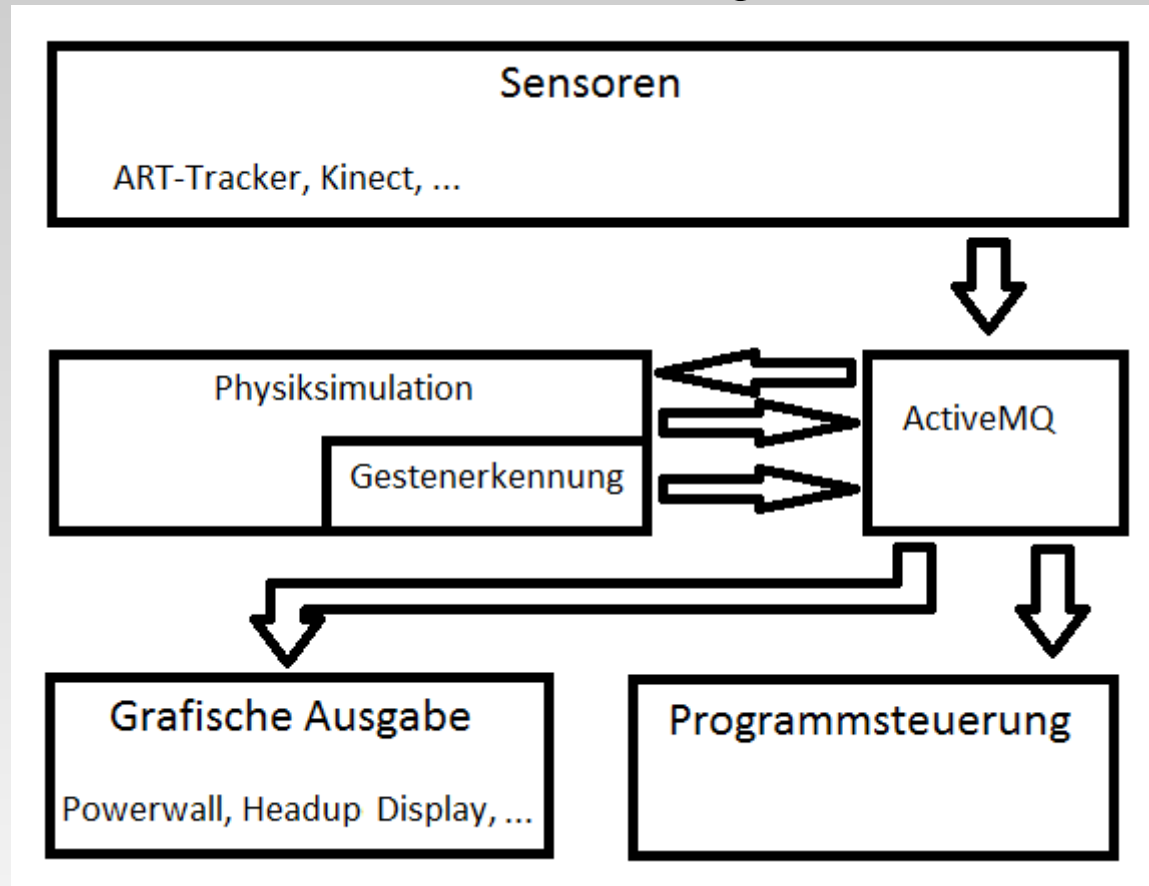 Sensoren
ART-Tracker, Kinect, ...
Physiksimulation
Gestenerkennung
ActiveMQ
Grafische Ausgabe
Powerwall, Headup Display, ...
Programmsteuerung